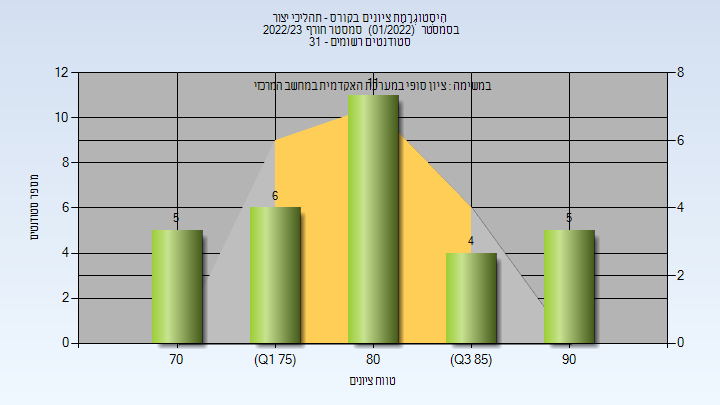 היסטוגרמת ציונים בקורס - תהליכי יצור
בסמסטר (01/2022) סמסטר חורף 2022/23
סטודנטים רשומים - 31
במשימה : ציון סופי במערכת האקדמית במחשב המרכזי
12
10
8
6
4
2
0
8
6
4
2
0
5
6
11
4
5
מספר סטודנטים
70
(Q1 75)
80
(Q3 85)
90
טווח ציונים